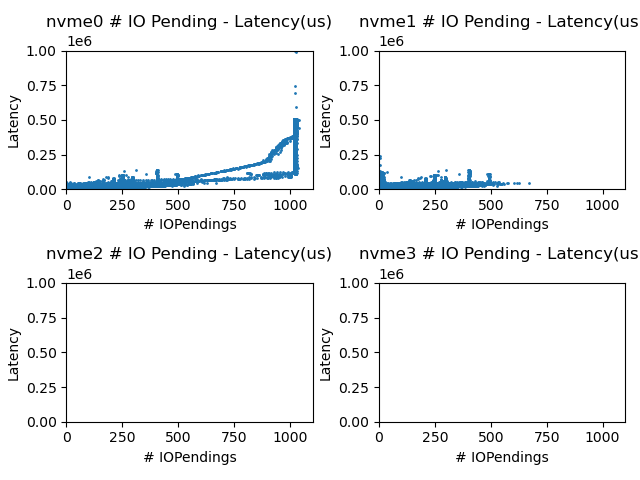 nvme0 # IO Pending - Latency(us)
1e6
1.00
0.75
0.50
0.25
0.00
Latency
0 250 500 750 1000
# IOPendings
nvme1 # IO Pending - Latency(us
1e6
1.00
0.75
0.50
0.25
0.00
Latency
0 250 500 750 1000
# IOPendings
nvme2 # IO Pending - Latency(us)
1e6
1.00
0.75
0.50
0.25
0.00
Latency
0 250 500 750 1000
# IOPendings
nvme3 # IO Pending - Latency(us
1e6
1.00
0.75
0.50
0.25
0.00
Latency
0 250 500 750 1000
# IOPendings